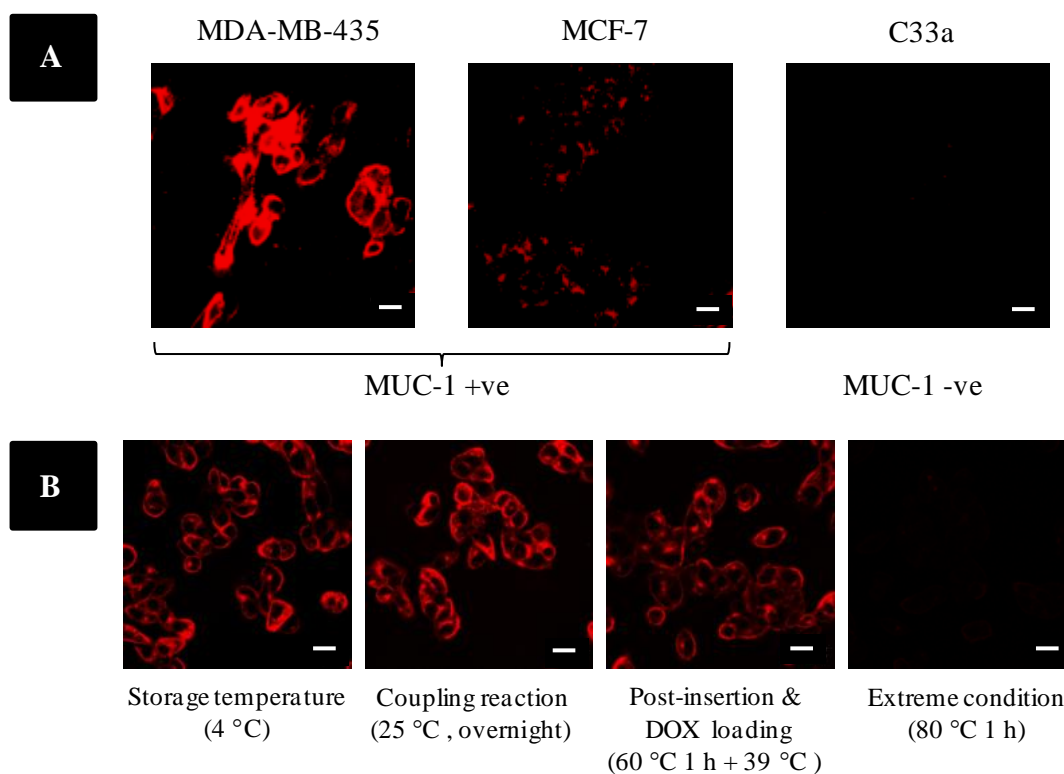 A
MDA-MB-435 MCF-7 C33a
MUC-1 +ve MUC-1 -ve
B
Storage temperature Coupling reaction Post-insertion & Extreme condition
(4 °C) (25 °C , overnight) DOX loading (80 °C 1 h)
(60 °C 1 h + 39 °C )